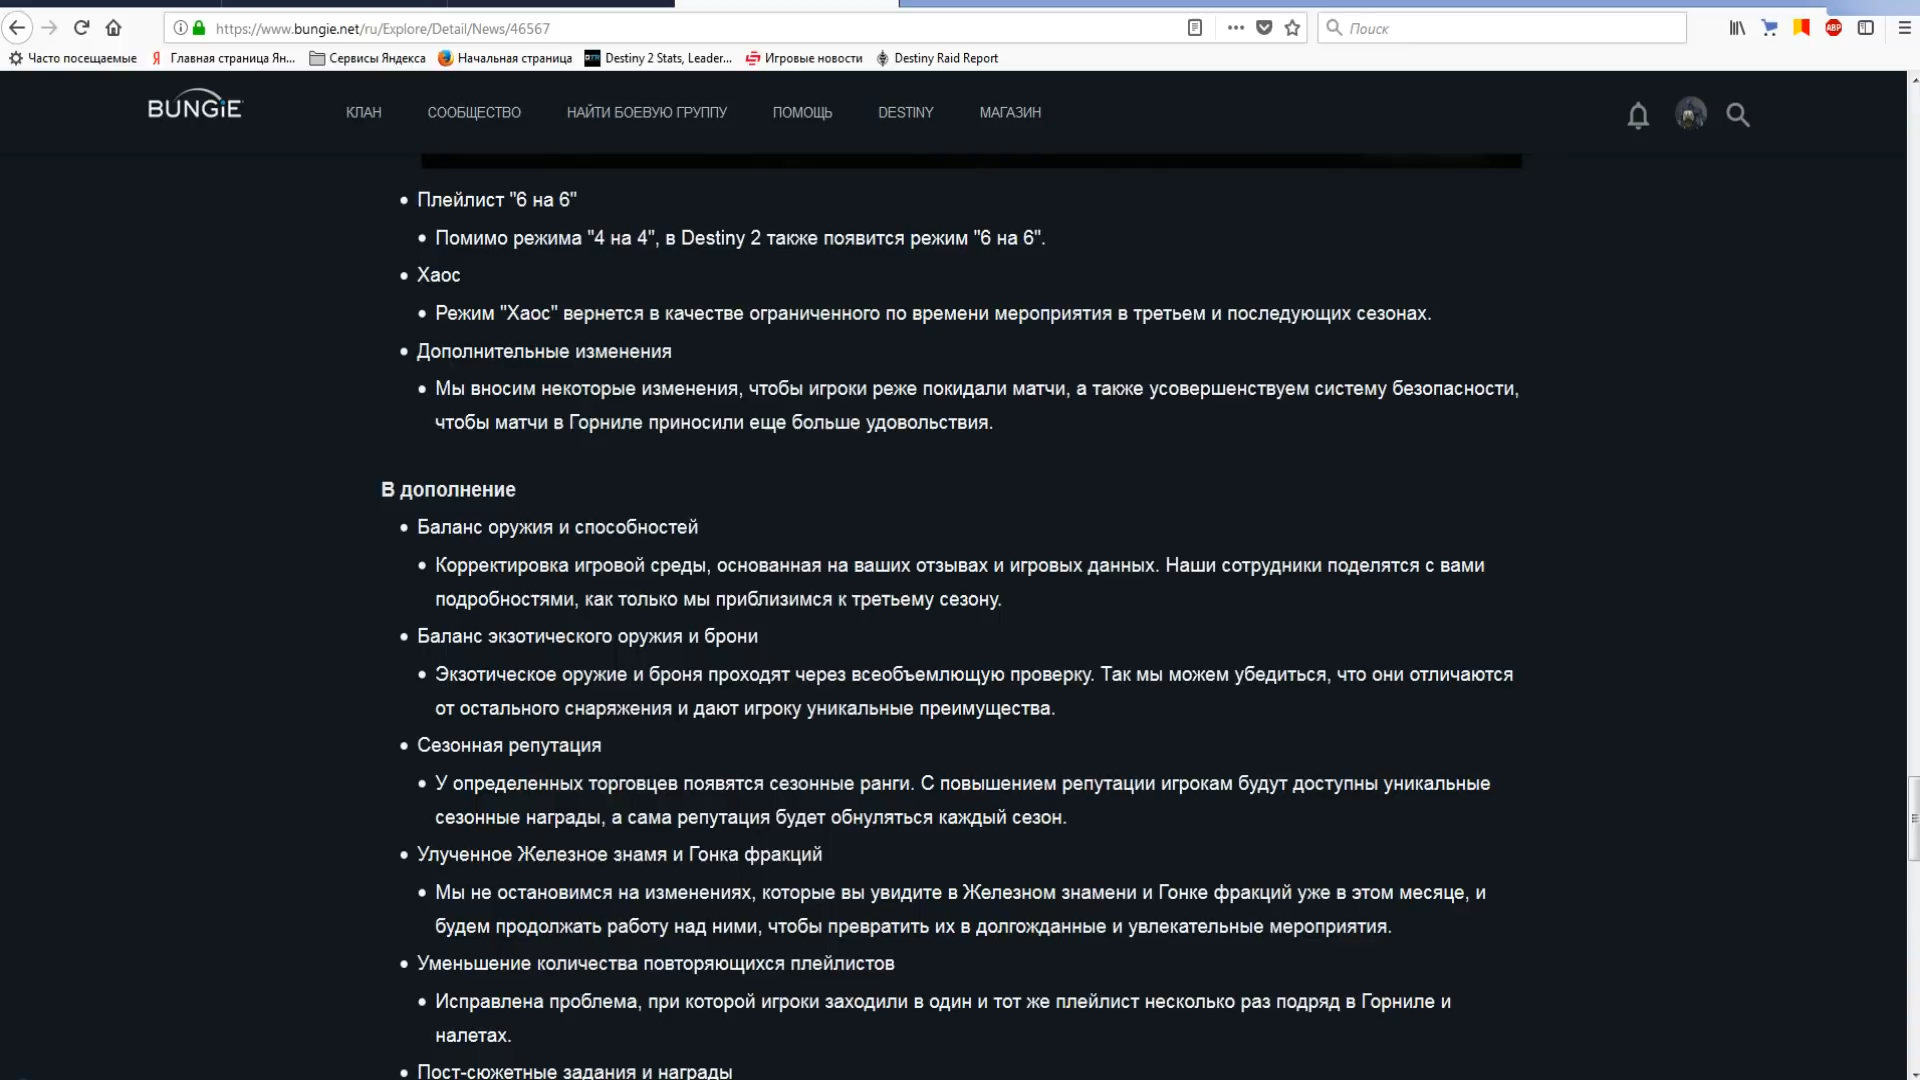 https://www.bungie.net/ru/Explore/Detail/News/46567
Поиск
Часто посещаемые Главная страница Ян... Сервисы Яндекса Начальная страница Destiny 2 Stats, Leader... Игровые новости Destiny Raid Report
BUNGiE КЛАН СООБЩЕСТВО НАЙТИ БОЕВУЮ ГРУППУ ПОМОЩЬ DESTINY МАГАЗИН
• Плейлист "6 на 6"
• Помимо режима "4 на 4", в Destiny 2 также появится режим "6 на 6".
• Хаос
• Режим "Хаос" вернется в качестве ограниченного по времени мероприятия в третьем и последующих сезонах.
• Дополнительные изменения
• Мы вносим некоторые изменения, чтобы игроки реже покидали матчи, а также усовершенствуем систему безопасности,
чтобы матчи в Горниле приносили еще больше удовольствия.
В дополнение
• Баланс оружия и способностей
• Корректировка игровой среды, основанная на ваших отзывах и игровых данных. Наши сотрудники поделятся с вами
подробностями, как только мы приблизимся к третьему сезону.
• Баланс экзотического оружия и брони
• Экзотическое оружие и броня проходят через всеобъемлющую проверку. Так мы можем убедиться, что они отличаются
от остального снаряжения и дают игроку уникальные преимущества.
• Сезонная репутация
• У определенных торговцев появятся сезонные ранги. С повышением репутации игрокам будут доступны уникальные
сезонные награды, а сама репутация будет обнуляться каждый сезон.
• Улученное Железное знамя и Гонка фракций
• Мы не остановимся на изменениях, которые вы увидите в Железном знамени и Гонке фракций уже в этом месяце, и
будем продолжать работу над ними, чтобы превратить их в долгожданные и увлекательные мероприятия.
• Уменьшение количества повторяющихся плейлистов
• Исправлена проблема, при которой игроки заходили в один и тот же плейлист несколько раз подряд в Горниле и
налетах.
• Пост-сюжетные задания и награды